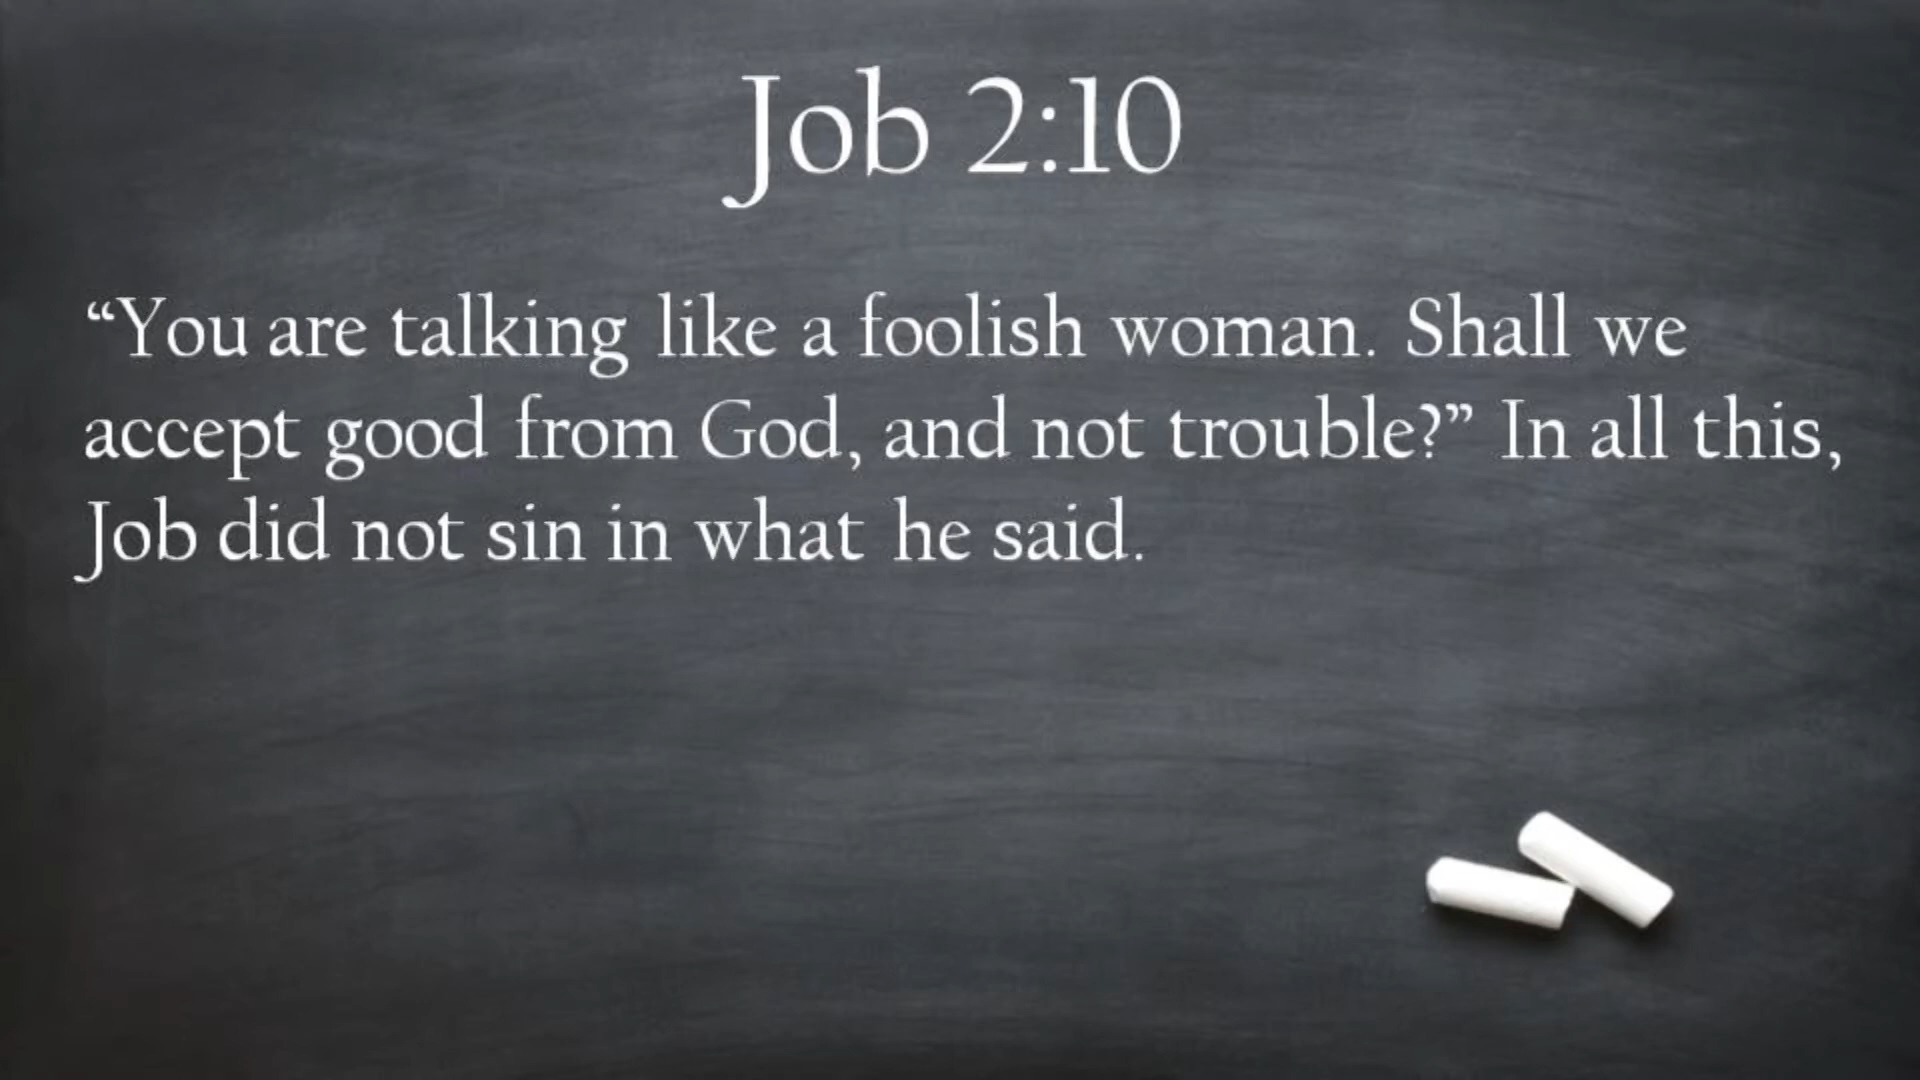 Job 2:10
“You are talking like a foolish woman. Shall we
accept good from God, and not trouble?” In all this,
Job did not sin in what he said.